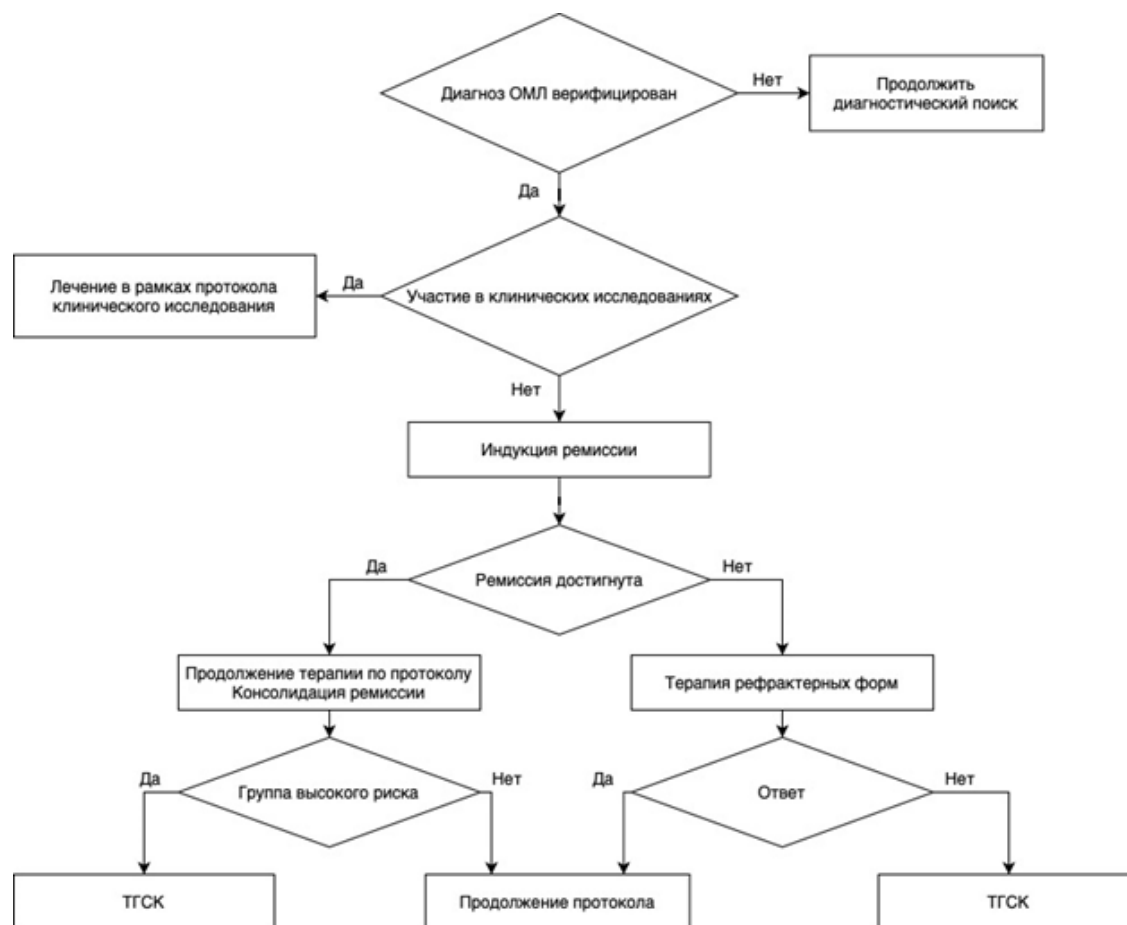 Диагноз ОМЛ верифицирован
Нет
Продолжить
диагностический поиск
Да
Лечение в рамках протокола
клинического исследования
Да
Участие в клинических исследованиях
Нет
Индукция ремиссии
Да
Ремиссия достигнута
Нет
Продолжение терапии по протоколу
Консолидация ремиссии
Терапия рефрактерных форм
Да
Группа высокого риска
Нет
Да
Ответ
Нет
ТГСК
Продолжение протокола
ТГСК